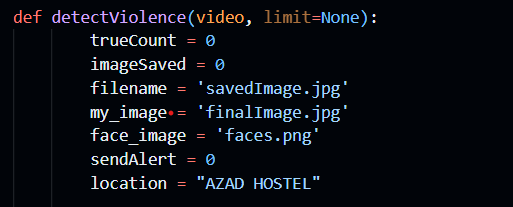 def detectViolence(video, limit=None):
trueCount = 0
imageSaved = 0
filename = 'savedImage.jpg'
my_image = 'finalImage.jpg'
face_image = 'faces.png'
sendAlert = 0
location = "AZAD HOSTEL"